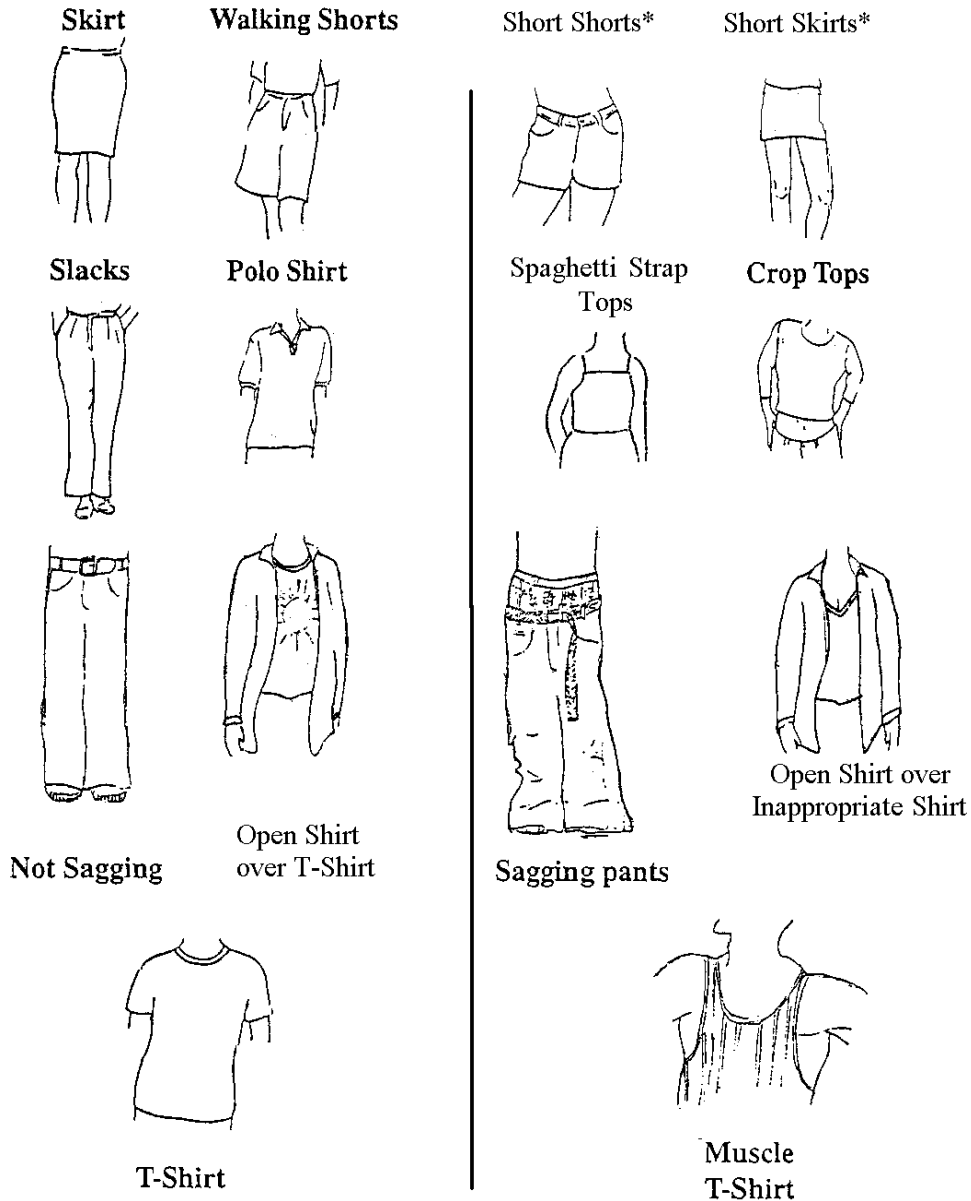 Skirt
Walking Shorts
Short Shorts*
Short Skirts*
Slacks
Polo Shirt
Spaghetti Strap
Tops
Crop Tops
Open Shirt over
Inappropriate Shirt
Open Shirt
over T-Shirt
Not Sagging
Sagging pants
T-Shirt
Muscle
T-Shirt